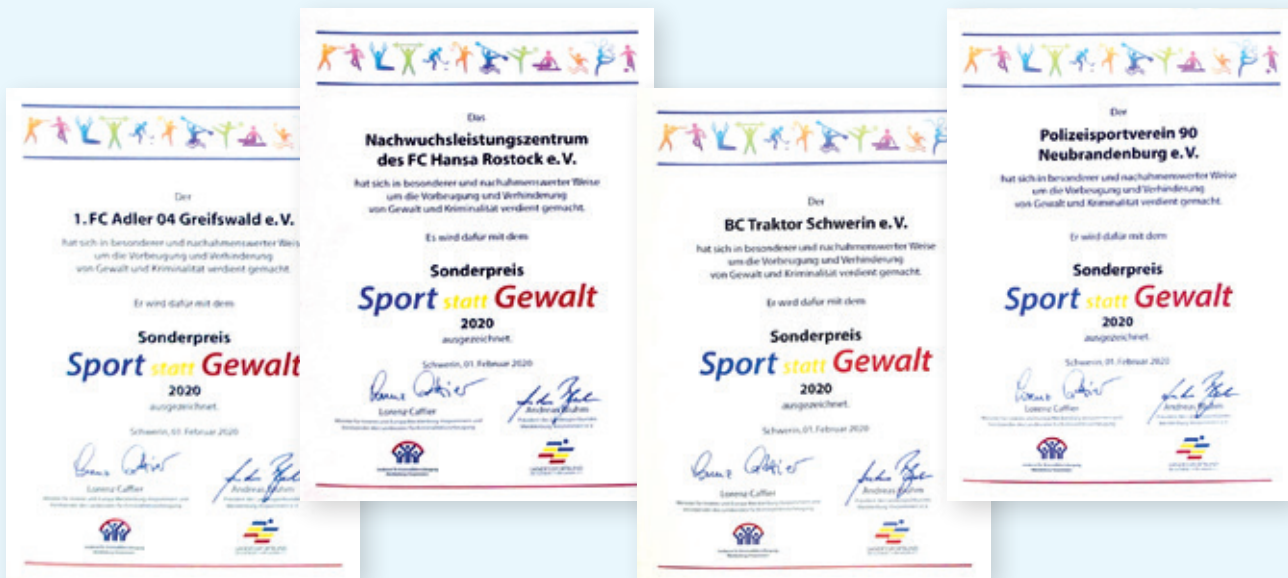 Der
1. FC Adler 04 Greifswald e. V.
hat sich in besonderer und nachahmenswerter Weise
um die Vorbeugung und Verhinderung
von Gewalt und Kriminalität verdient gemacht.
Er wird dafür mit dem
Sonderpreis
Sport statt Gewalt
2020
ausgezeichnet.
Schwerin, 01. Februar 2020
Lorenz Caffier
Andreas Bluhm
Das
Nachwuchsleistungszentrum
des FC Hansa Rostock e. V.
hat sich in besonderer und nachahmenswerter Weise
um die Vorbeugung und Verhinderung
von Gewalt und Kriminalität verdient gemacht.
Es wird dafür mit dem
Sonderpreis
Sport statt Gewalt
2020
ausgezeichnet.
Schwerin, 01. Februar 2020
Lorenz Caffier
Andreas Bluhm
Der
BC Traktor Schwerin e. V.
hat sich in besonderer und nachahmenswerter Weise
um die Vorbeugung und Verhinderung
von Gewalt und Kriminalität verdient gemacht.
Er wird dafür mit dem
Sonderpreis
Sport statt Gewalt
2020
ausgezeichnet.
Schwerin, 01. Februar 2020
Lorenz Caffier
Andreas Bluhm
Der
Polizeisportverein 90
Neubrandenburg e. V.
hat sich in besonderer und nachahmenswerter Weise
um die Vorbeugung und Verhinderung
von Gewalt und Kriminalität verdient gemacht.
Er wird dafür mit dem
Sonderpreis
Sport statt Gewalt
2020
ausgezeichnet.
Schwerin, 01. Februar 2020
Lorenz Caffier
Andreas Bluhm